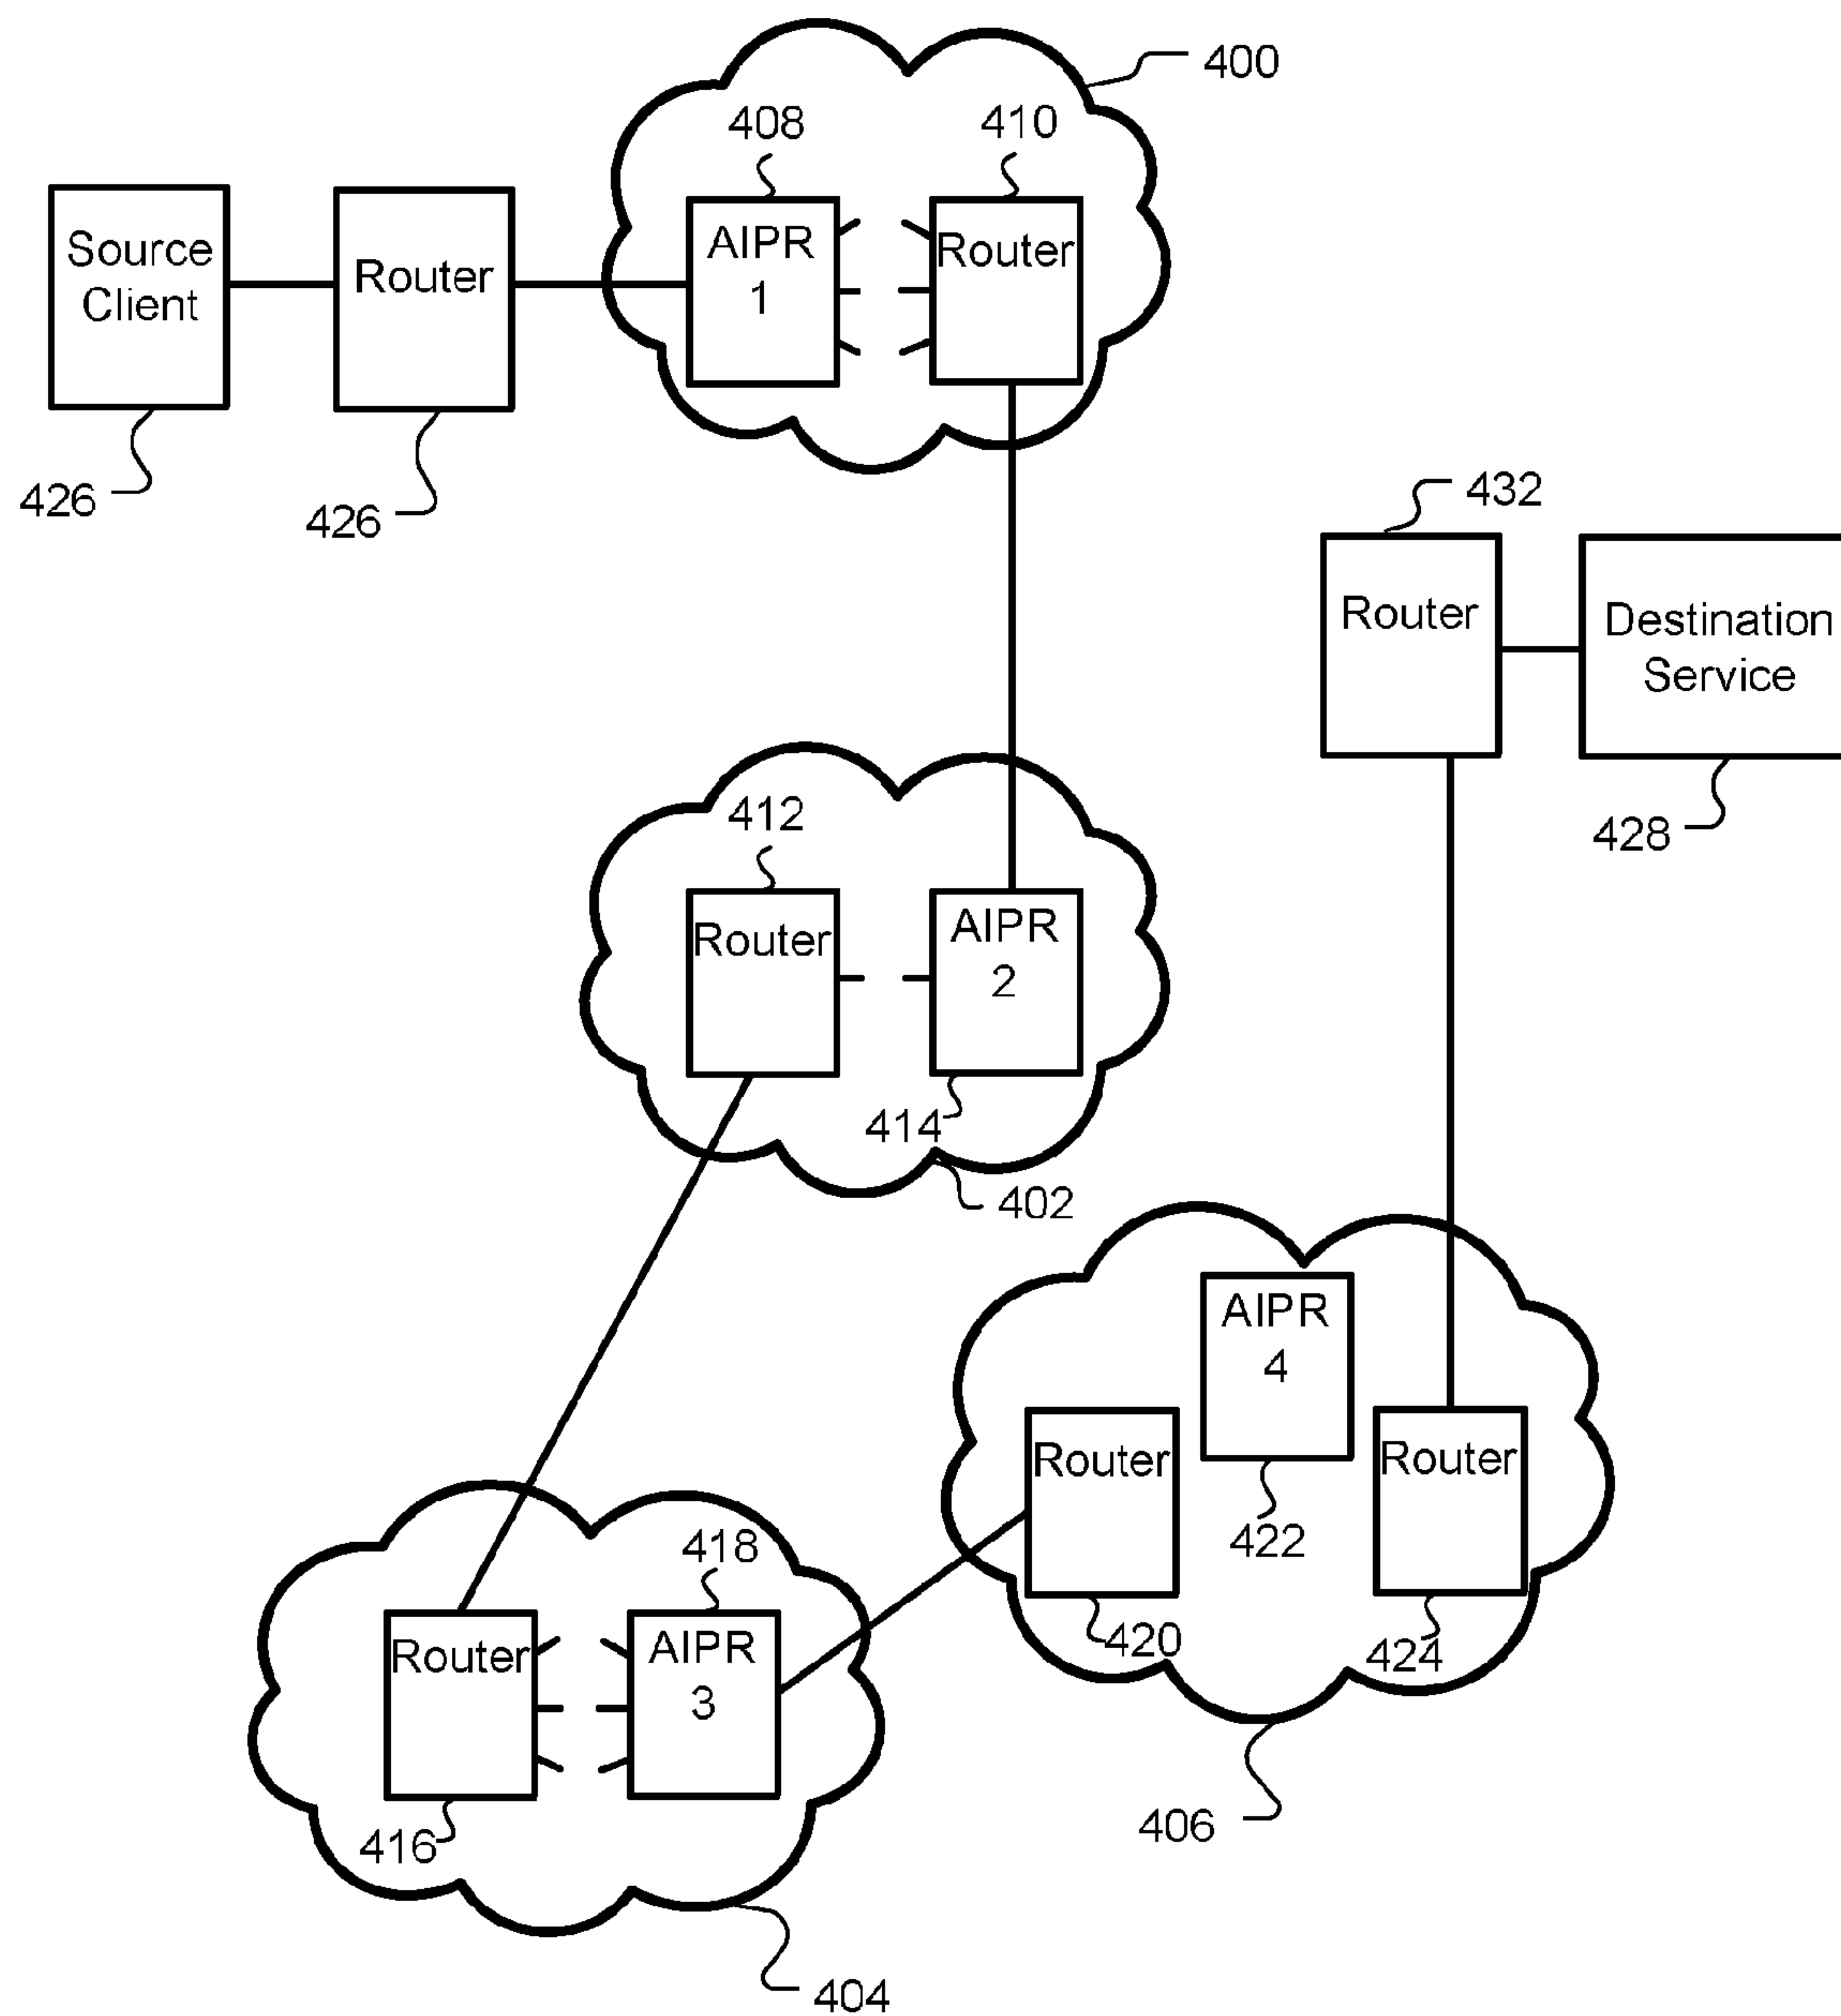 400
408
410
Source
Client
Router
AIPR
1
Router
426
426
432
Router
Destination
Service
428
412
Router
AIPR
2
414
402
AIPR
4
Router
Router
422
420
424
418
Router
AIPR
3
416
406
404